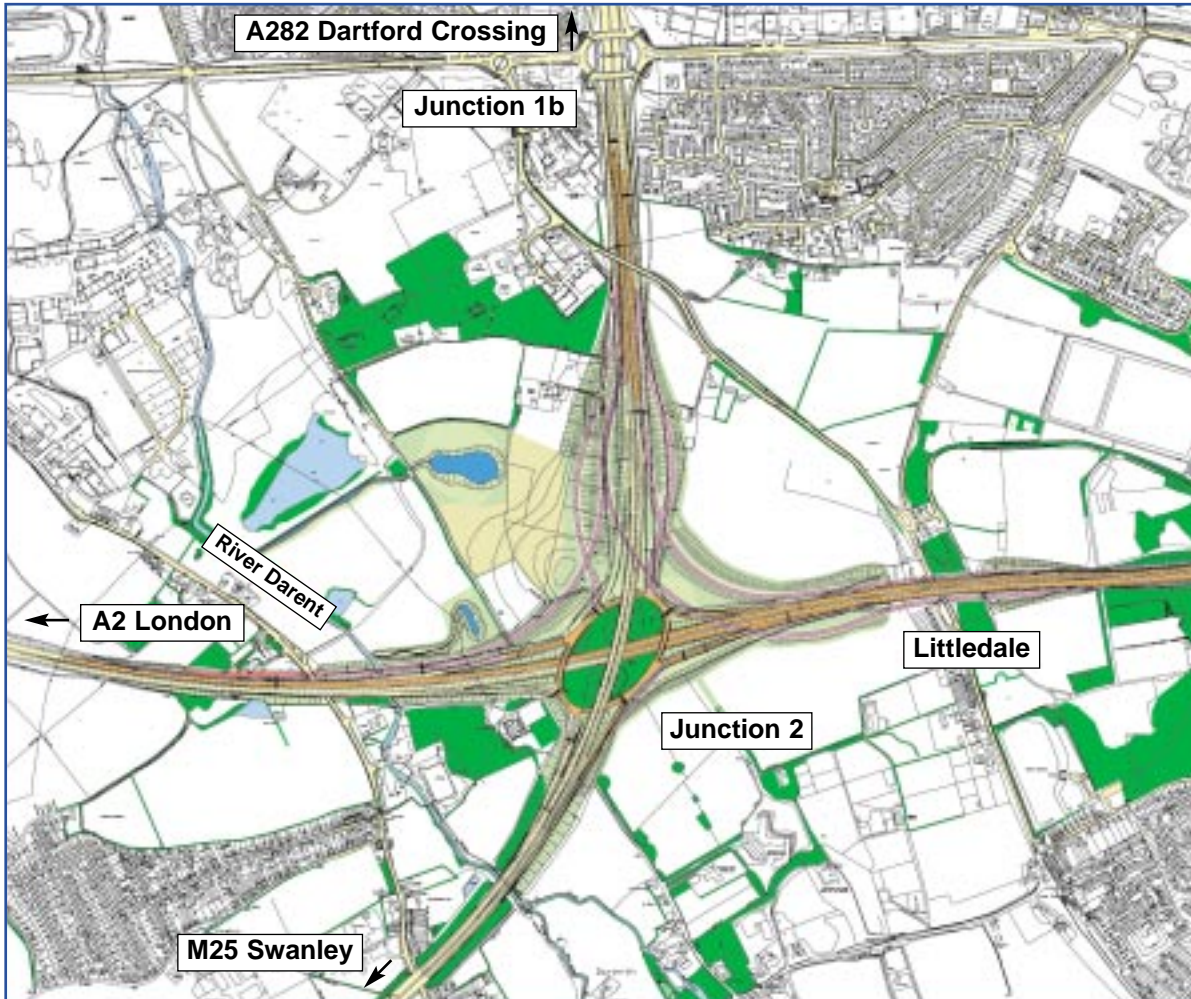 A282 Dartford Crossing
Junction 1b
River Darent
A2 London
Littledale
Junction 2
M25 Swanley